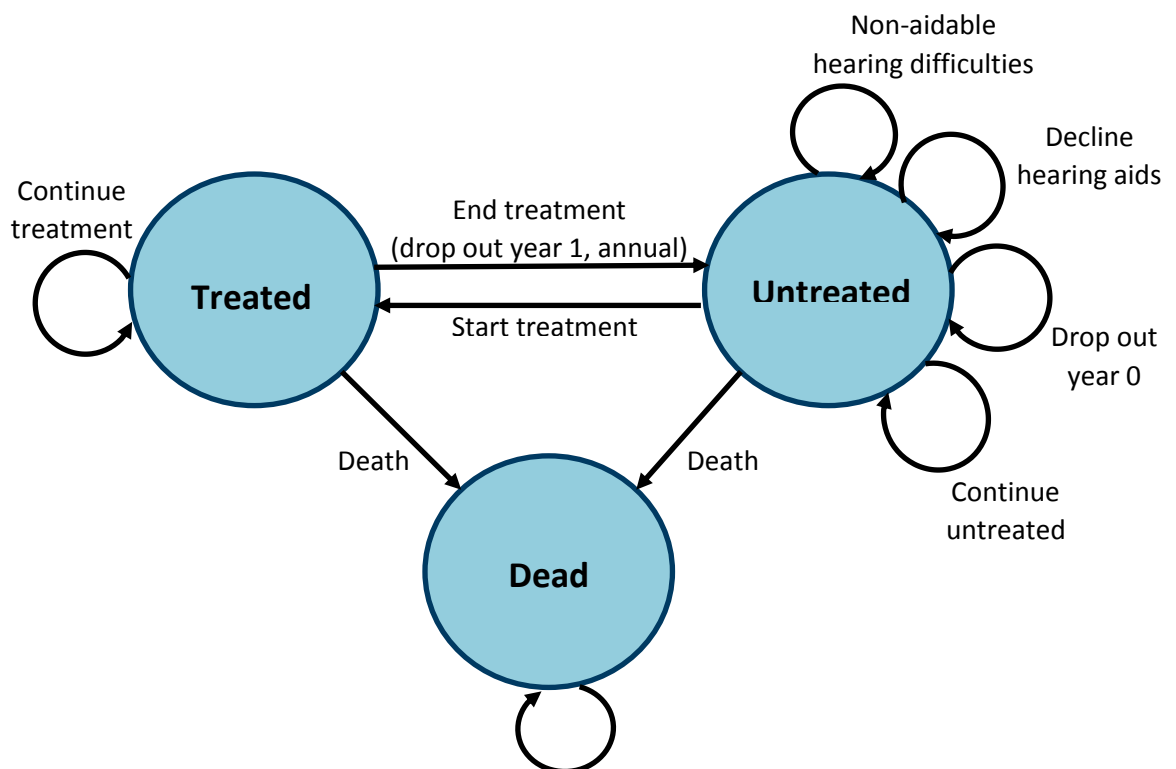 Non-aidable
hearing difficulties
Decline
hearing aids
Continue
treatment
End treatment
(drop out year 1, annual)
Treated
Untreated
Start treatment
Drop out
year 0
Death
Death
Continue
untreated
Dead